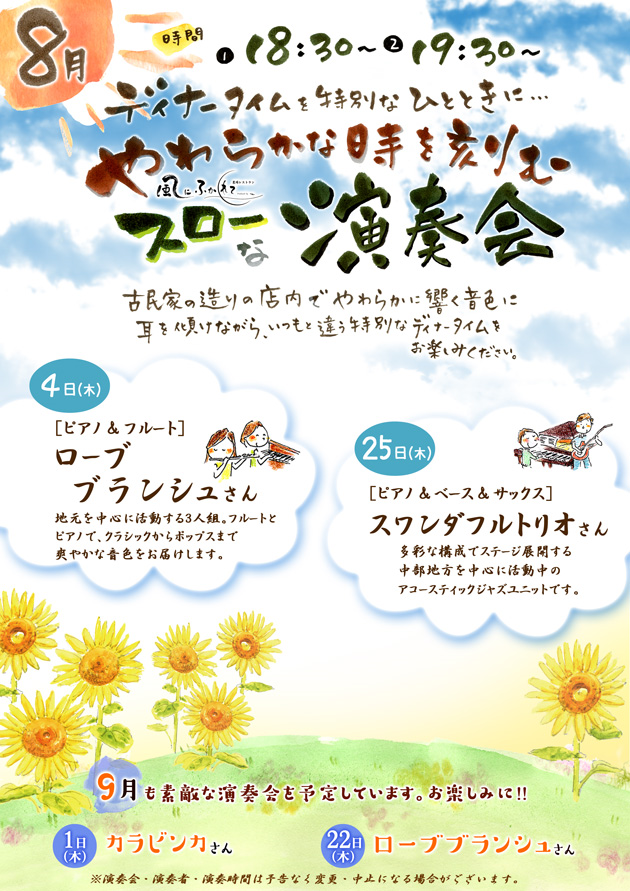 8月
時間 ❶18:30〜 ❷19:30〜
ディナータイムを特別なひとときに…
やわらかな時を刻む
風にふかれて
スローな演奏会
古民家の造りの店内でやわらかに響く音色に
耳を傾けながら、いつもと違う特別なディナータイムを
お楽しみください。
4日(木)
[ピアノ&フルート]
ローブ
ブランシュさん
地元を中心に活動する3人組。フルートと
ピアノで、クラシックからポップスまで
爽やかな音色をお届けします。
25日(木)
[ピアノ&ベース&サックス]
スワンダフルトリオさん
多彩な構成でステージ展開する
中部地方を中心に活動中の
アコースティックジャズユニットです。
9月も素敵な演奏会を予定しています。お楽しみに!!
1日(木) カラビンカさん
22日(木) ローブブランシュさん
※演奏会・演奏者・演奏時間は予告なく変更・中止になる場合がございます。